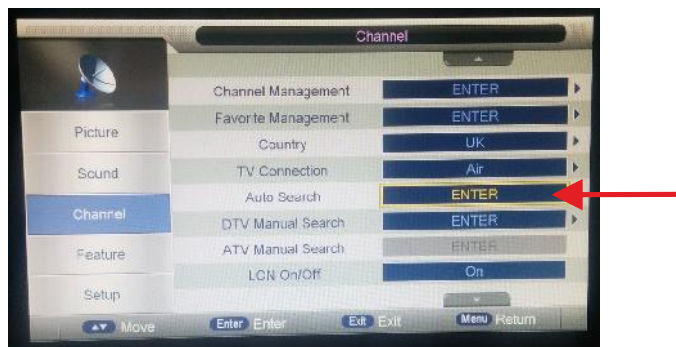 Channel
Channel Management ENTER
Favorite Management ENTER
Country UK
TV Connection Air
Auto Search ENTER
DTV Manual Search ENTER
ATV Manual Search ENTER
LCN On/Off On
Picture
Sound
Channel
Feature
Setup
Move Enter Enter Exit Exit Menu Return